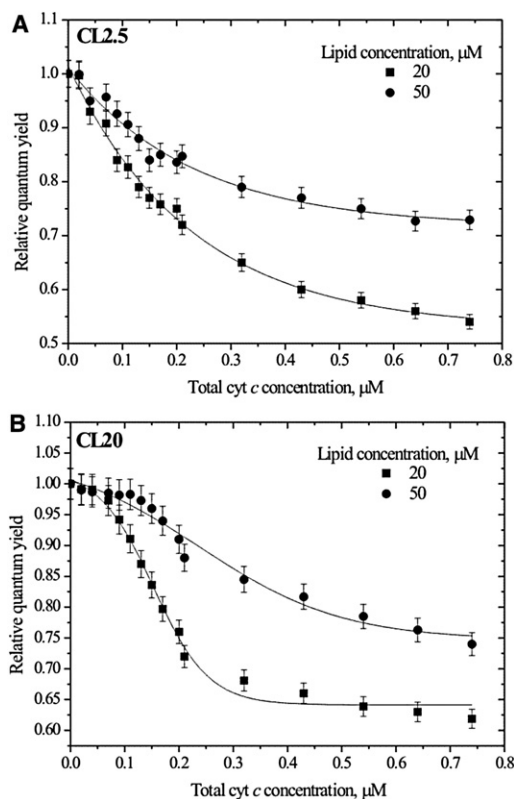 A
CL2.5
Lipid concentration, μM
20
50
Relative quantum yield
1.0
0.9
0.8
0.7
0.6
0.5
0.0 0.1 0.2 0.3 0.4 0.5 0.6 0.7 0.8
Total cyt c concentration, μM
B
CL20
Lipid concentration, μM
20
50
Relative quantum yield
1.10
1.05
1.00
0.95
0.90
0.85
0.80
0.75
0.70
0.65
0.60
0.0 0.1 0.2 0.3 0.4 0.5 0.6 0.7 0.8
Total cyt c concentration, μM